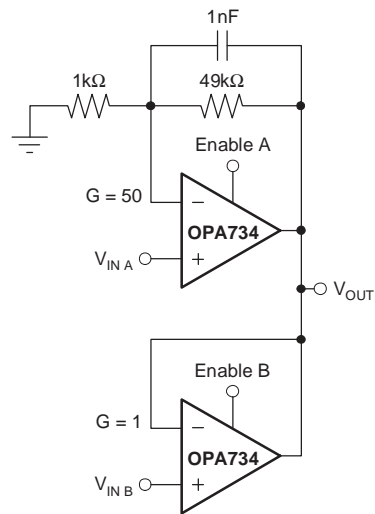 1nF
1kΩ
49kΩ
Enable A
G = 50
−
OPA734
V_IN A
+
V_OUT
Enable B
G = 1
−
OPA734
V_IN B
+